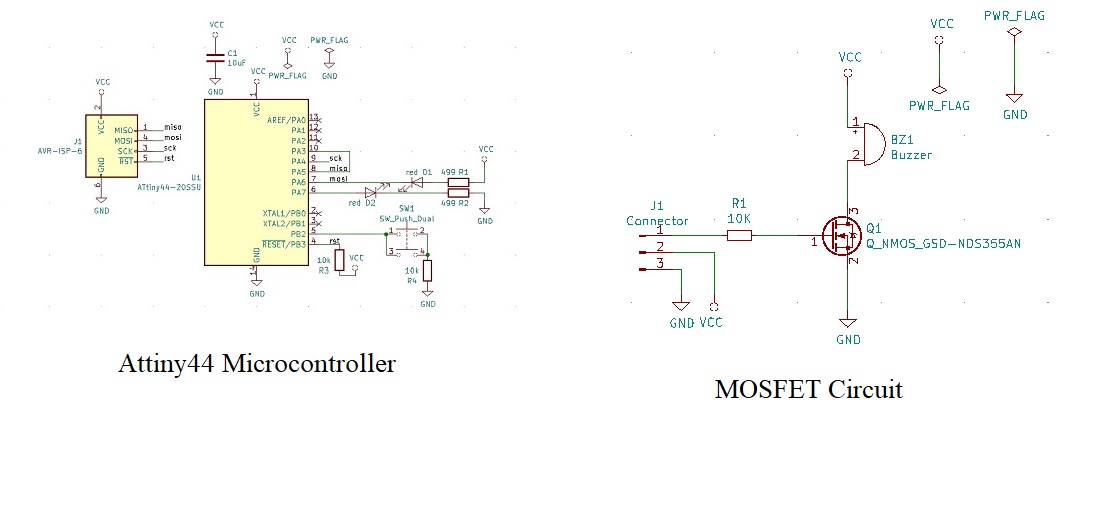 VCC
C1
10uF
GND
VCC
PWR_FLAG
PWR_FLAG
GND
VCC
2
VCC
MISO 1 miso
MOSI 4 mosi
SCK 3 sck
RST 5 rst
GND
6
GND
J1
AVR-ISP-6
VCC
1
VCC
U1
ATtiny44-20SSU
AREF/PA0 13
PA1 12
PA2 11
PA3 10
PA4 9 sck
PA5 8 miso
PA6 7 mosi
PA7 6
XTAL1/PB0 2
XTAL2/PB1 3
PB2 5
RESET/PB3 4 rst
GND
14
GND
red D1
499 R1
VCC
red D2
499 R2
GND
SW1
SW_Push_Dual
1 2
3 4
10k
R3
VCC
10k
R4
GND
Attiny44 Microcontroller
VCC
PWR_FLAG
PWR_FLAG
GND
VCC
1
+
2
BZ1
Buzzer
J1
Connector
1
2
3
R1
10K
GND VCC
3
1
2
Q1
Q_NMOS_GSD-NDS355AN
GND
MOSFET Circuit